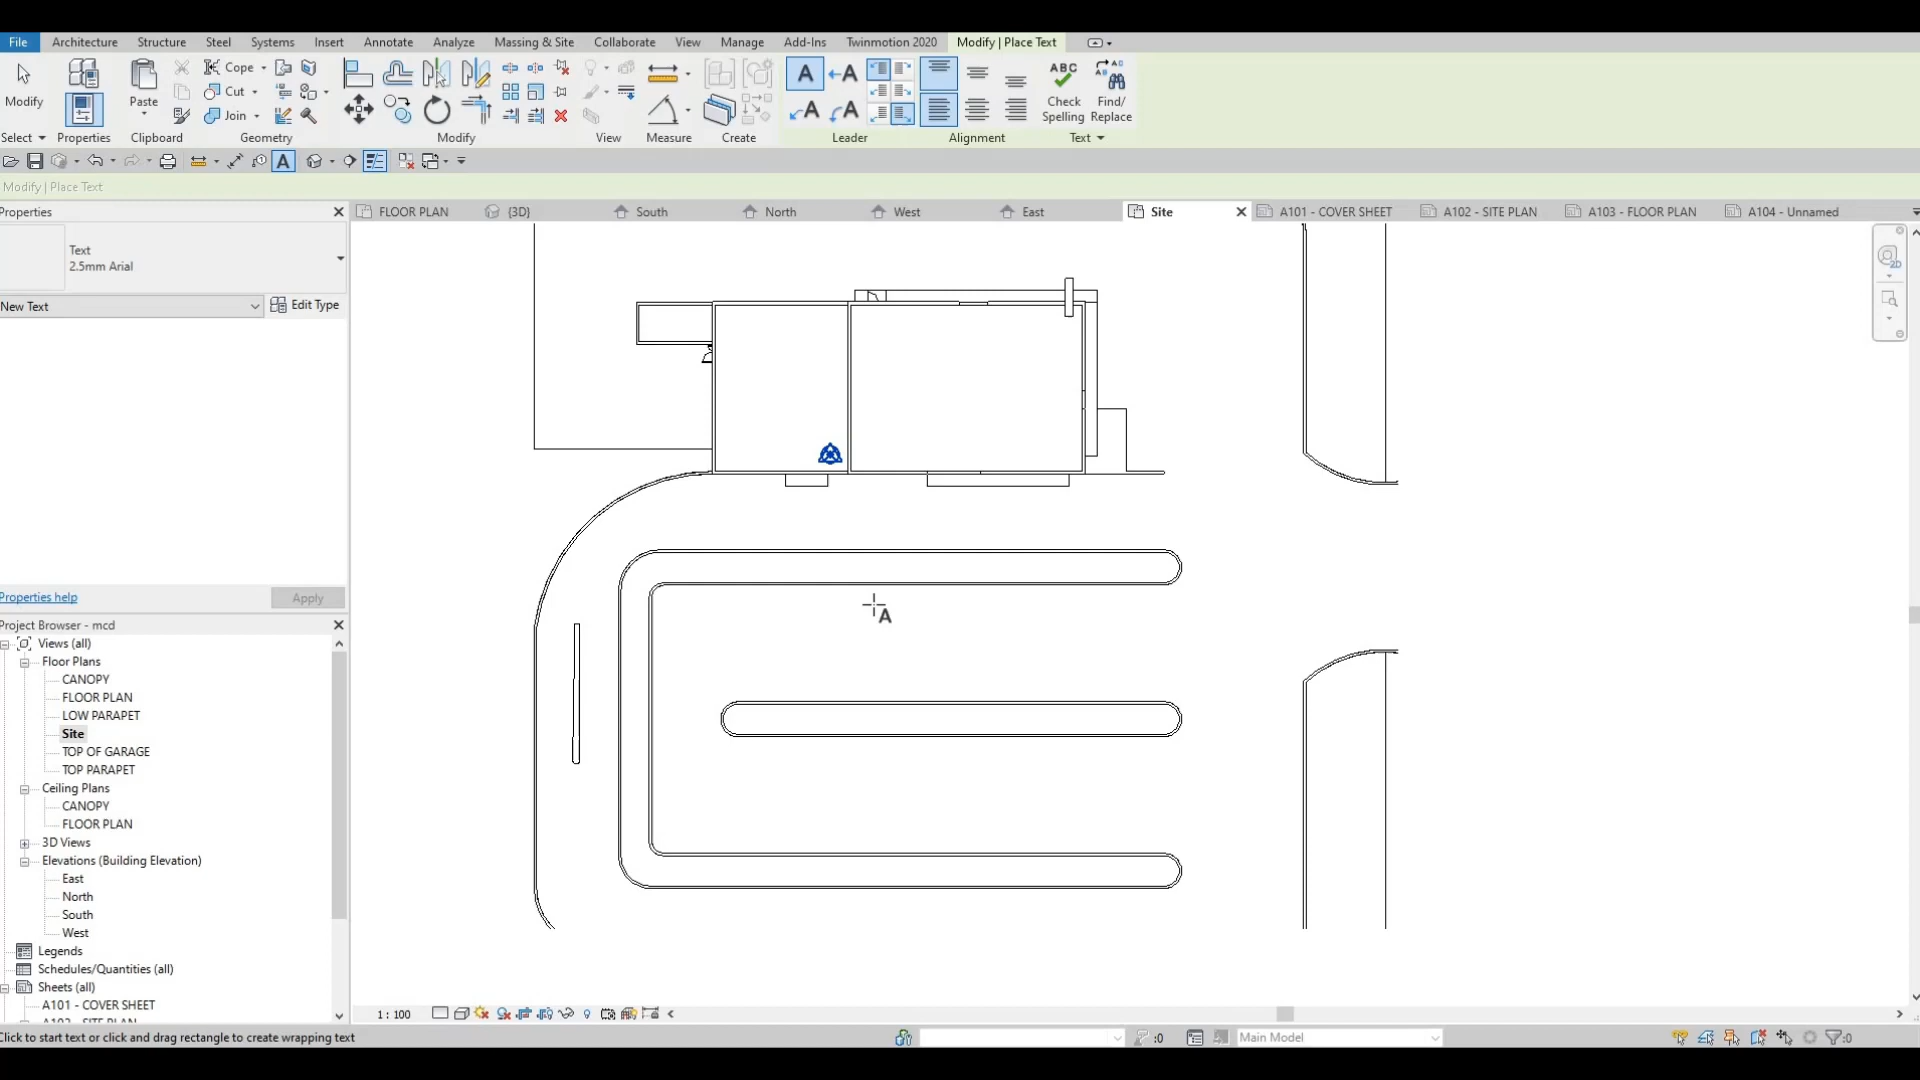 File Architecture Structure Steel Systems Insert Annotate Analyze Massing & Site Collaborate View Manage Add-Ins Twinmotion 2020 Modify | Place Text
Cope
Cut
Join
Modify
Paste
A A
A A
ABC
Check Spelling
Find/ Replace
Select Properties Clipboard Geometry Modify View Measure Create Leader Alignment Text
A
Modify | Place Text
Properties
FLOOR PLAN {3D} South North West East Site A101 - COVER SHEET A102 - SITE PLAN A103 - FLOOR PLAN A104 - Unnamed
Text
2.5mm Arial
New Text Edit Type
2D
A
Properties help Apply
Project Browser - mcd
Views (all)
Floor Plans
CANOPY
FLOOR PLAN
LOW PARAPET
Site
TOP OF GARAGE
TOP PARAPET
Ceiling Plans
CANOPY
FLOOR PLAN
3D Views
Elevations (Building Elevation)
East
North
South
West
Legends
Schedules/Quantities (all)
Sheets (all)
A101 - COVER SHEET
A102 - SITE PLAN
1 : 100
Click to start text or click and drag rectangle to create wrapping text
:0
Main Model
:0